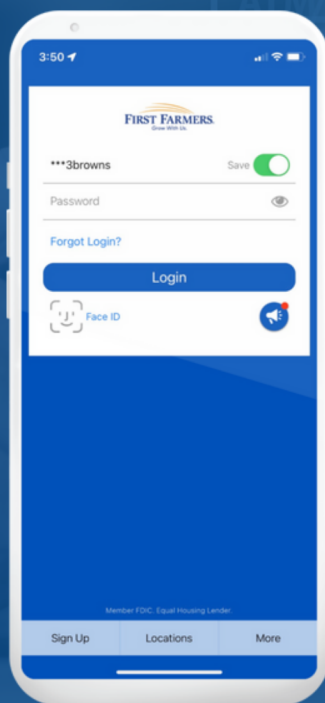 3:50
FIRST FARMERS
Grow With Us.
***3browns
Save
Password
Forgot Login?
Login
Face ID
Member FDIC. Equal Housing Lender.
Sign Up
Locations
More